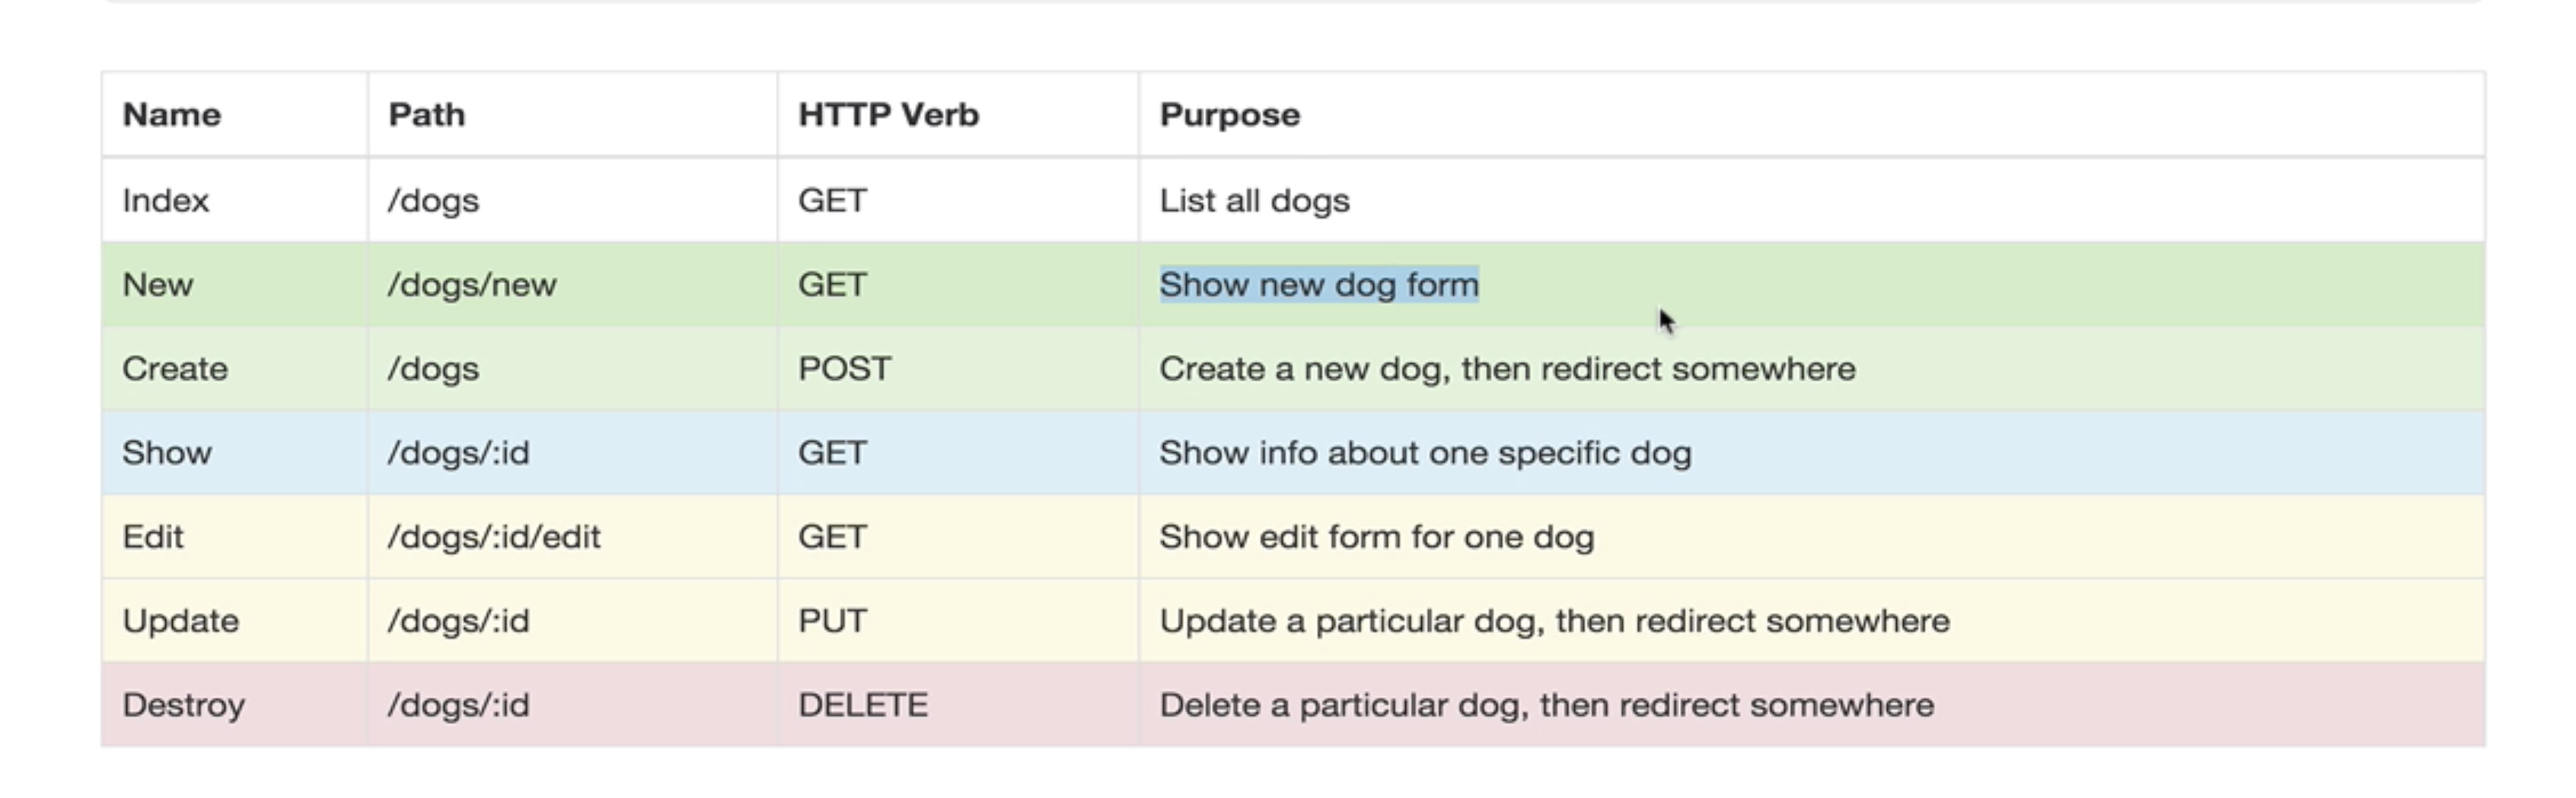 Name Path HTTP Verb Purpose
Index /dogs GET List all dogs
New /dogs/new GET Show new dog form
Create /dogs POST Create a new dog, then redirect somewhere
Show /dogs/:id GET Show info about one specific dog
Edit /dogs/:id/edit GET Show edit form for one dog
Update /dogs/:id PUT Update a particular dog, then redirect somewhere
Destroy /dogs/:id DELETE Delete a particular dog, then redirect somewhere